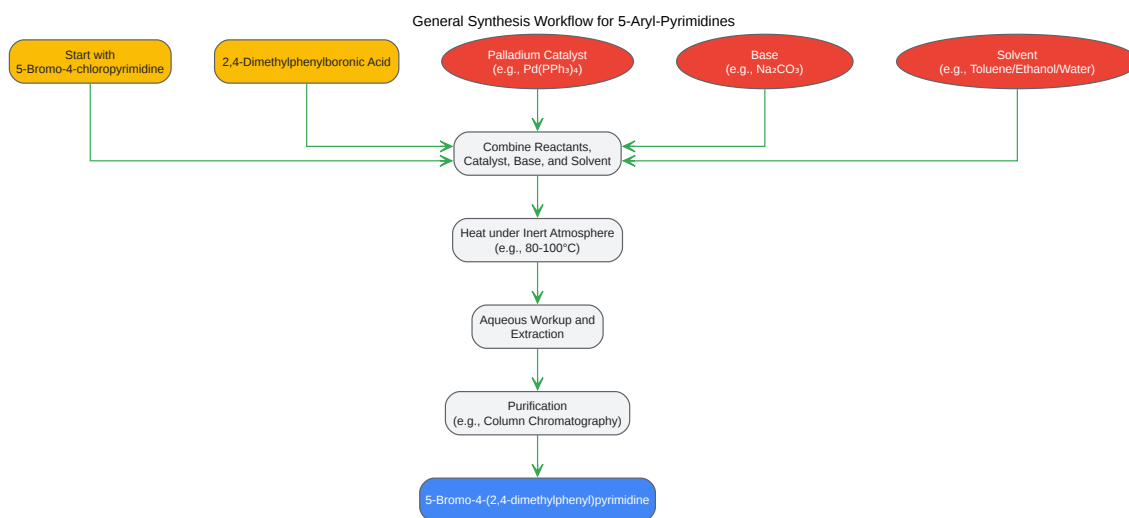 General Synthesis Workflow for 5-Aryl-Pyrimidines
Start with
5-Bromo-4-chloropyrimidine
2,4-Dimethylphenylboronic Acid
Palladium Catalyst
(e.g., Pd(PPh₃)₄)
Base
(e.g., Na₂CO₃)
Solvent
(e.g., Toluene/Ethanol/Water)
Combine Reactants,
Catalyst, Base, and Solvent
Heat under Inert Atmosphere
(e.g., 80-100°C)
Aqueous Workup and
Extraction
Purification
(e.g., Column Chromatography)
5-Bromo-4-(2,4-dimethylphenyl)pyrimidine